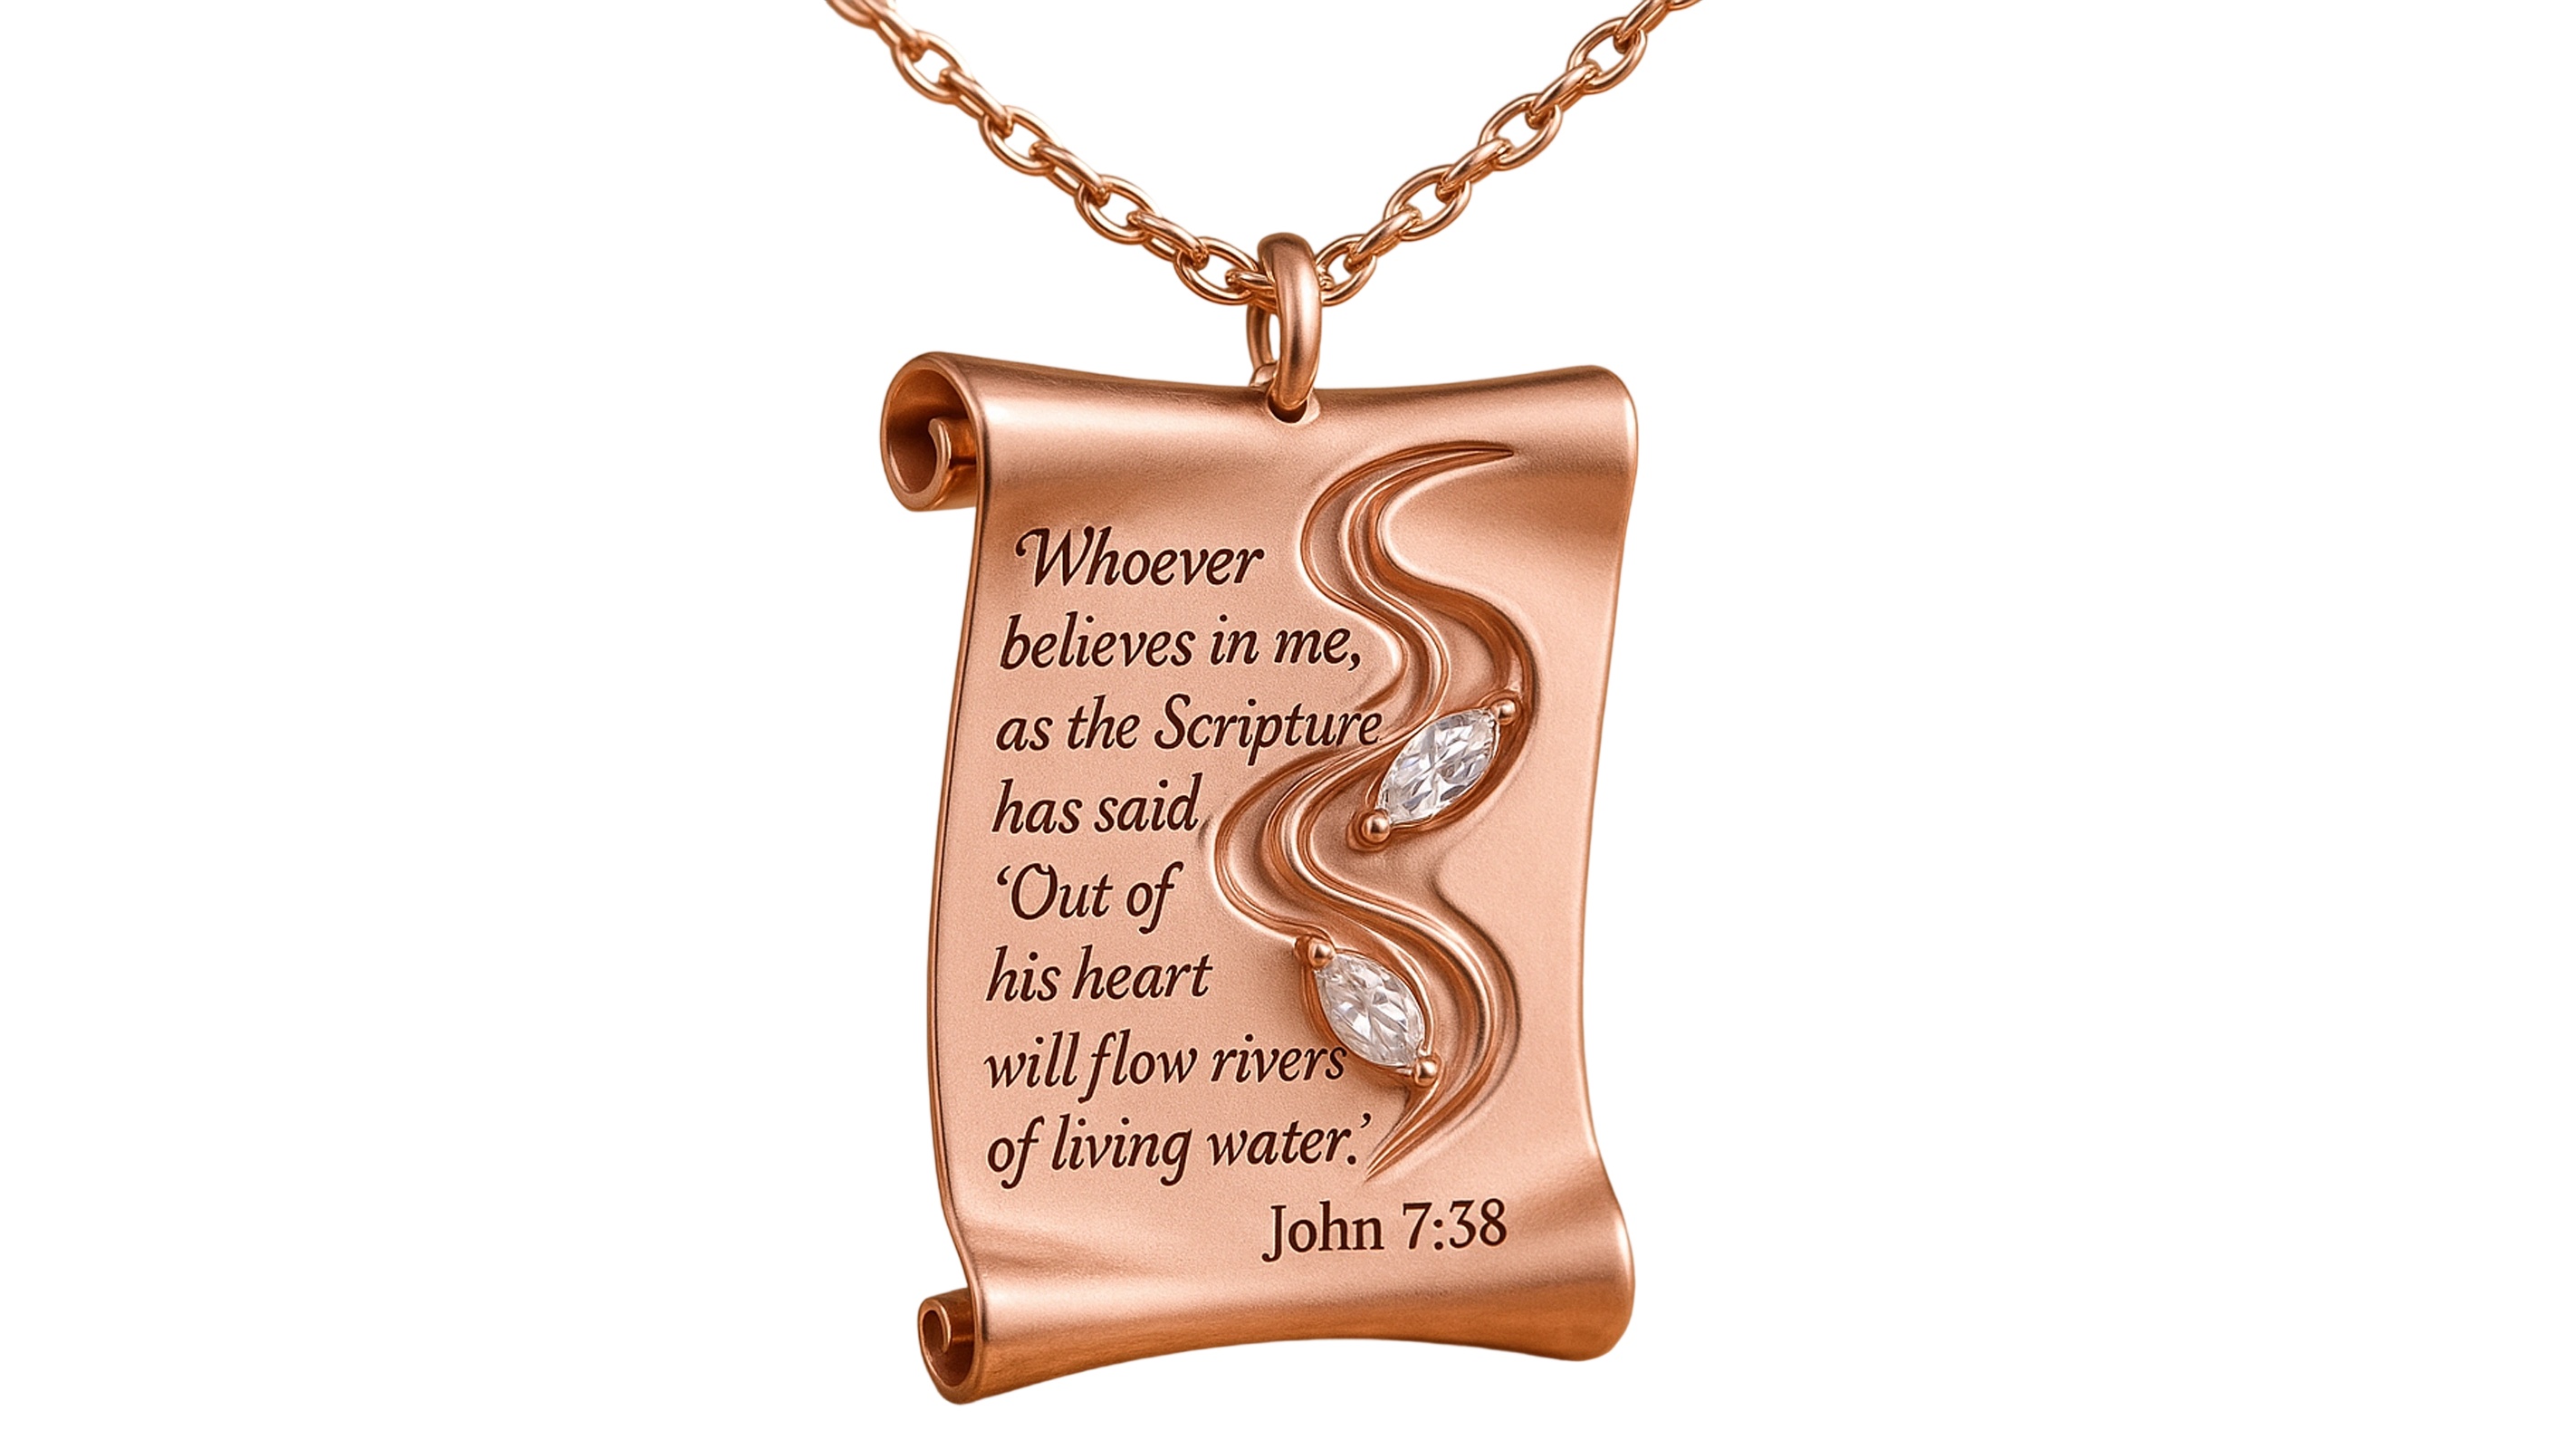 ‘Whoever
believes in me,
as the Scripture
has said
‘Out of
his heart
will flow rivers
of living water.’
John 7:38